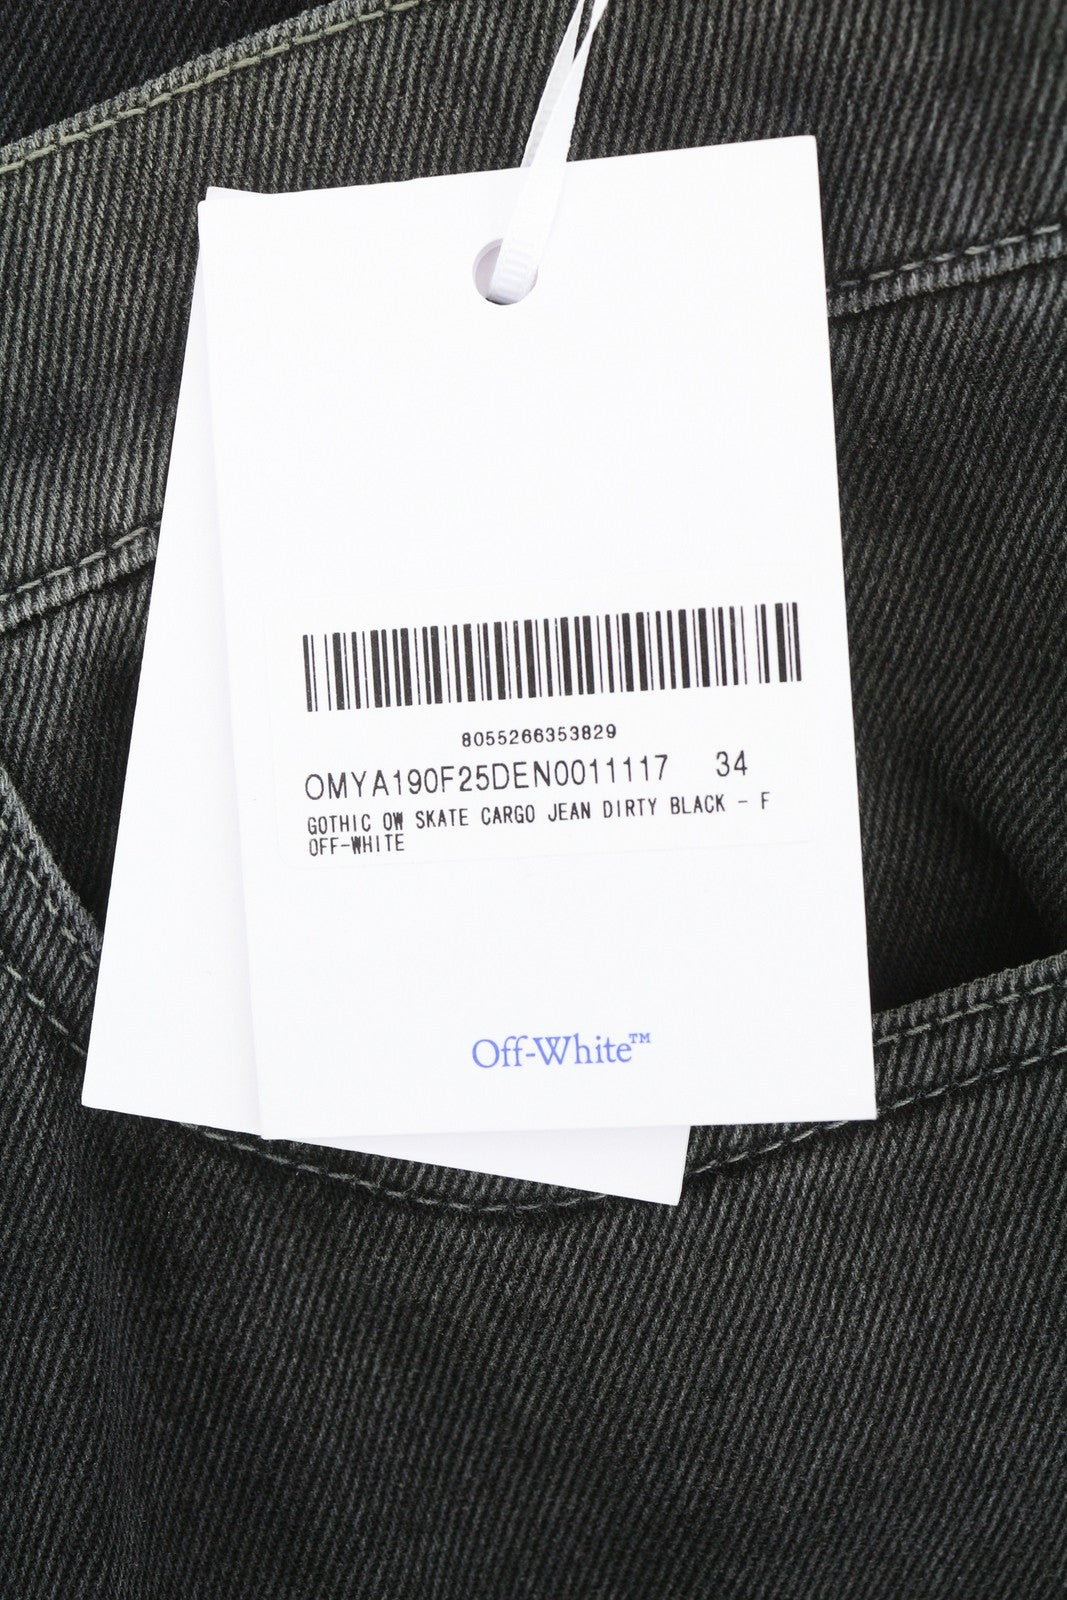 8055266353829
OMYA190F25DEN0011117 34
GOTHIC OW SKATE CARGO JEAN DIRTY BLACK - F
OFF-WHITE
Off-White™